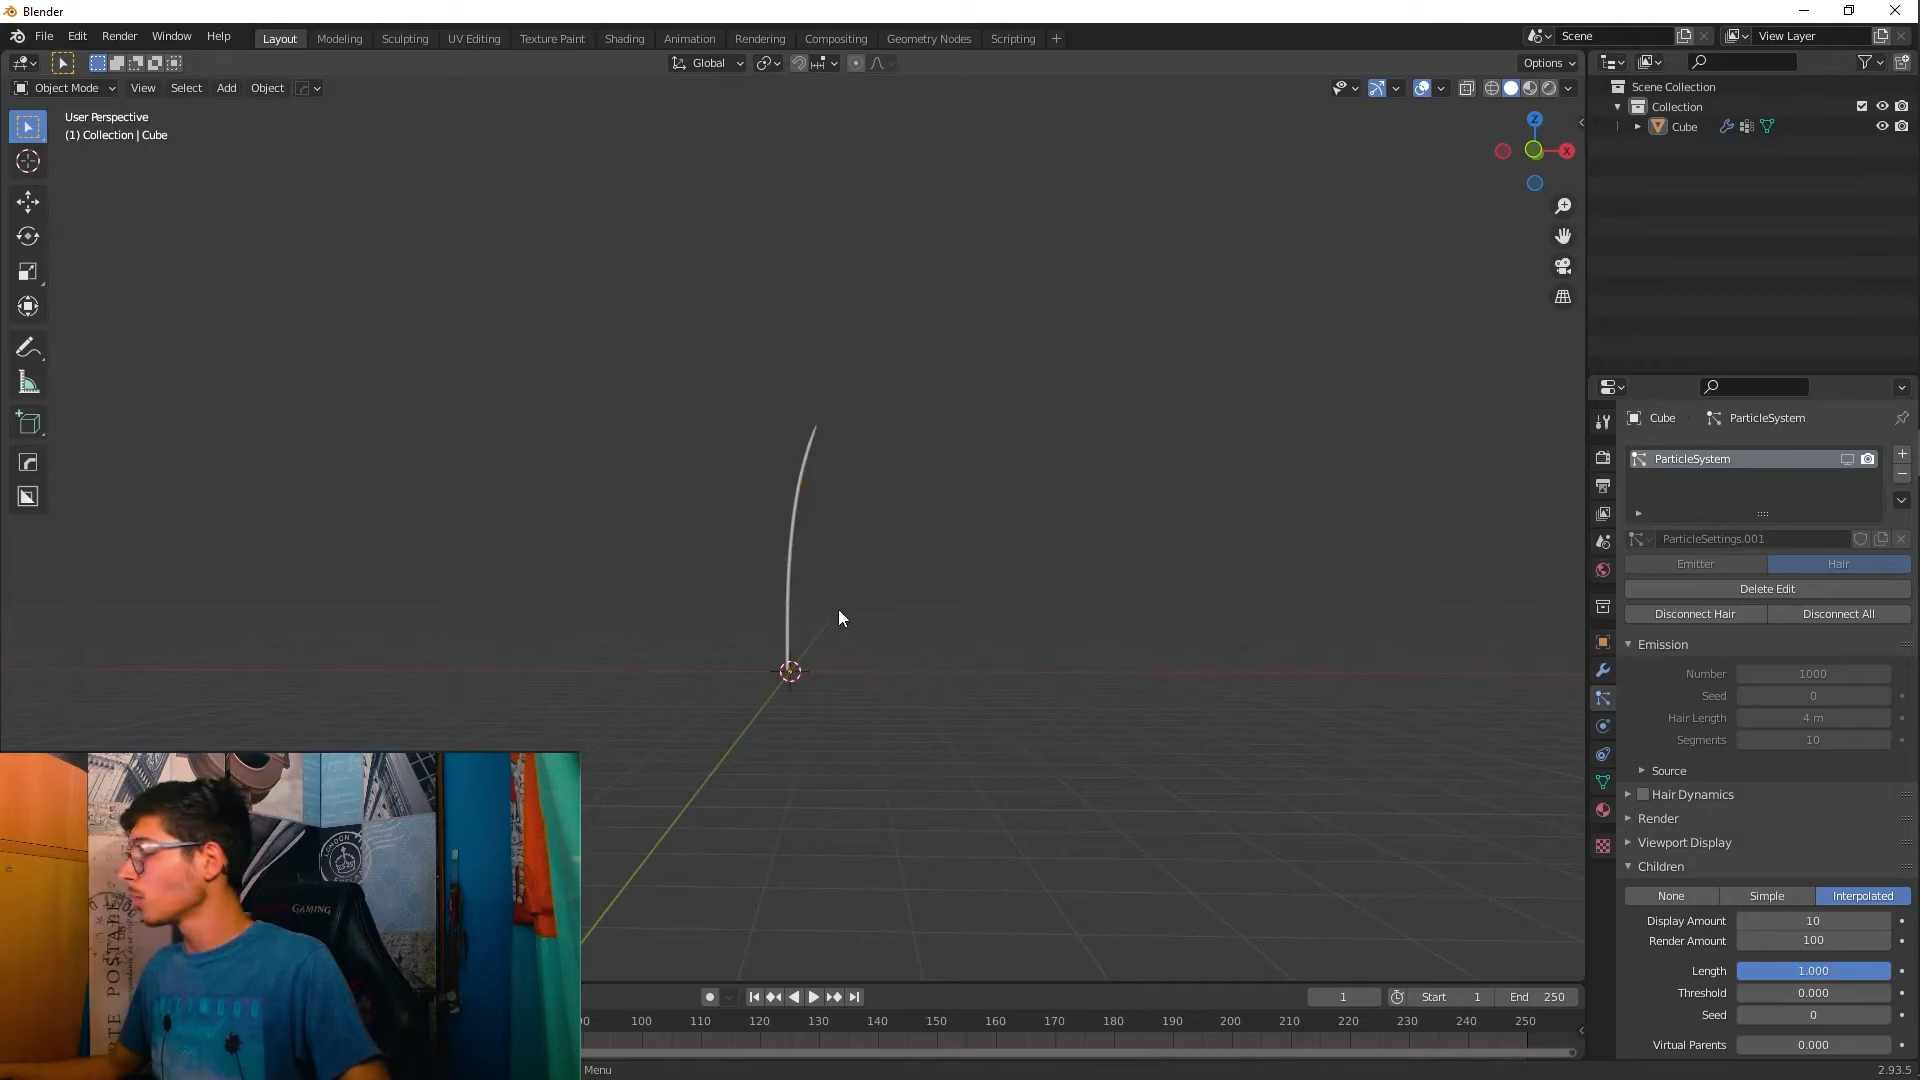 Blender
File Edit Render Window Help
Layout Modeling Sculpting UV Editing Texture Paint Shading Animation Rendering Compositing Geometry Nodes Scripting +
Scene
View Layer
Global
Options
Object Mode View Select Add Object
User Perspective
(1) Collection | Cube
Z
X
Scene Collection
Collection
Cube
Cube ParticleSystem
ParticleSystem
ParticleSettings.001
Emitter Hair
Delete Edit
Disconnect Hair Disconnect All
Emission
Number 1000
Seed 0
Hair Length 4 m
Segments 10
Source
Hair Dynamics
Render
Viewport Display
Children
None Simple Interpolated
Display Amount 10
Render Amount 100
Length 1.000
Threshold 0.000
Seed 0
Virtual Parents 0.000
1 Start 1 End 250
100 110 120 130 140 150 160 170 180 190 200 210 220 230 240 250
Menu
2.93.5
LONDON
GAMING